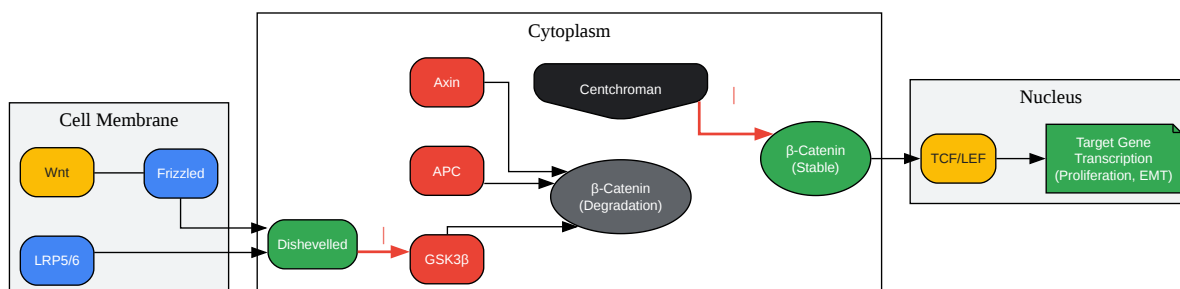 Cytoplasm
Axin
Centchroman
Cell Membrane
Nucleus
Wnt
Frizzled
APC
β-Catenin
(Stable)
TCF/LEF
Target Gene
Transcription
(Proliferation, EMT)
β-Catenin
(Degradation)
Dishevelled
LRP5/6
GSK3β